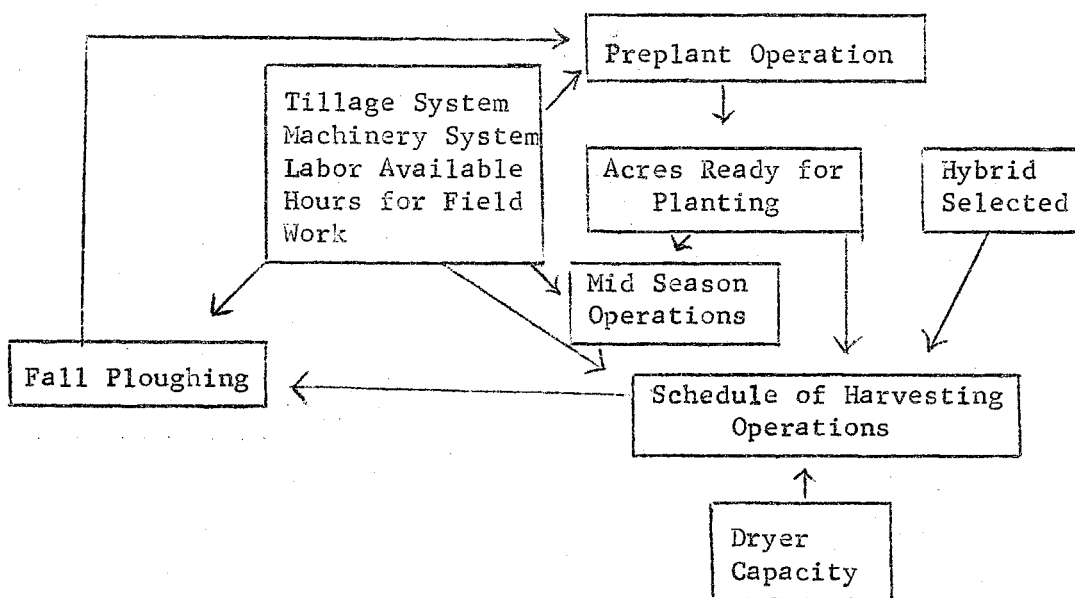 Preplant Operation
Tillage System
Machinery System
Labor Available
Hours for Field
Work
Acres Ready for
Planting
Hybrid
Selected
Mid Season
Operations
Fall Ploughing
Schedule of Harvesting
Operations
Dryer
Capacity